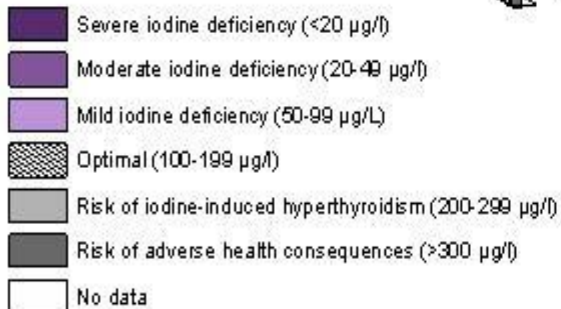 Severe iodine deficiency (<20 µg/l)
Moderate iodine deficiency (20-49 µg/l)
Mild iodine deficiency (50-99 µg/L)
Optimal (100-199 µg/l)
Risk of iodine-induced hyperthyroidism (200-299 µg/l)
Risk of adverse health consequences (>300 µg/l)
No data